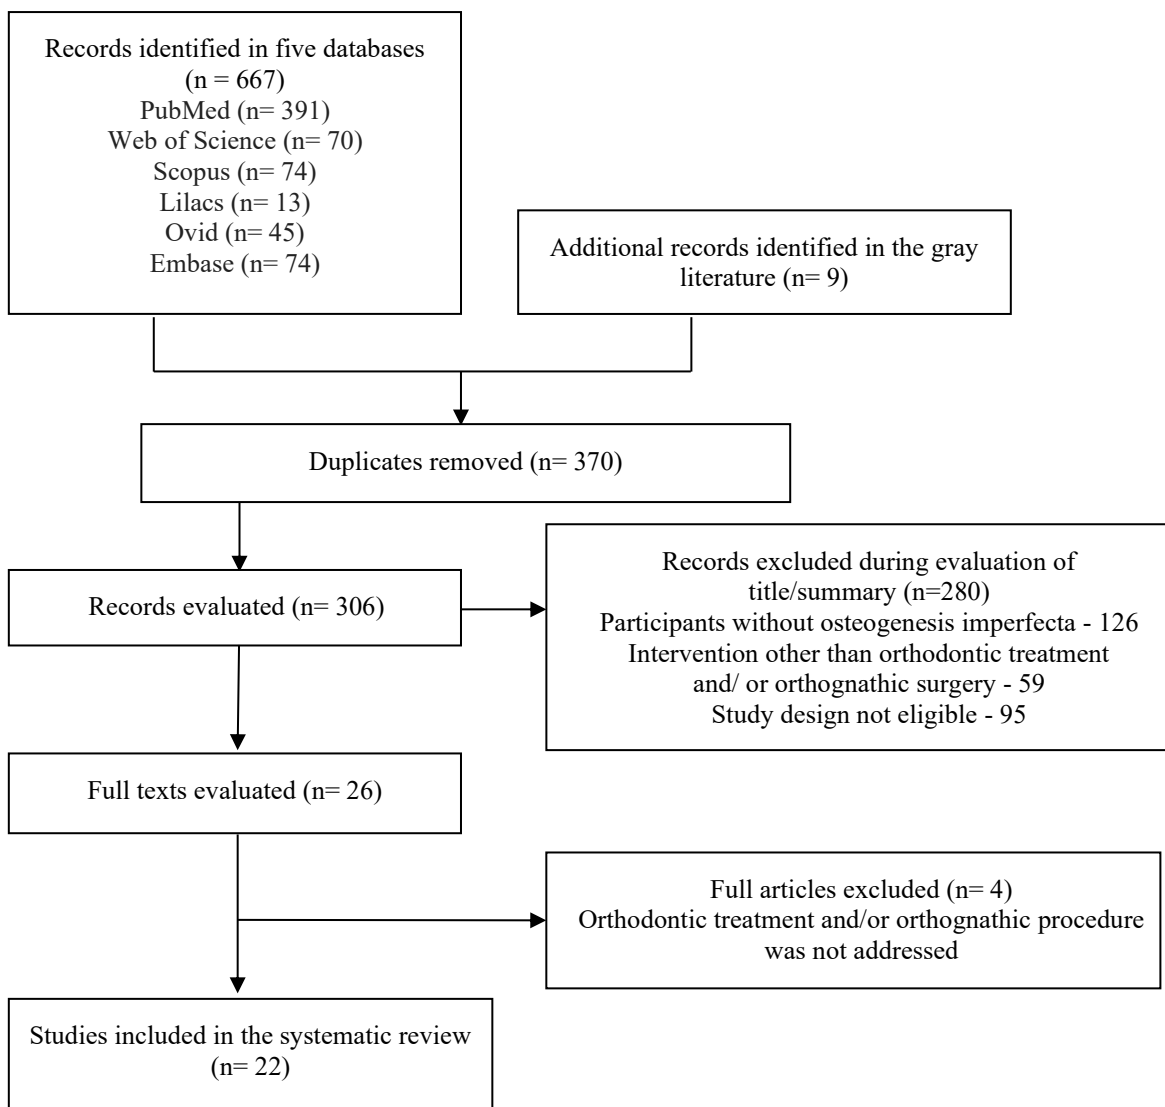 Records identified in five databases
(n = 667)
PubMed (n= 391)
Web of Science (n= 70)
Scopus (n= 74)
Lilacs (n= 13)
Ovid (n= 45)
Embase (n= 74)
Additional records identified in the gray
literature (n= 9)
Duplicates removed (n= 370)
Records evaluated (n= 306)
Records excluded during evaluation of
title/summary (n=280)
Participants without osteogenesis imperfecta - 126
Intervention other than orthodontic treatment
and/ or orthognathic surgery - 59
Study design not eligible - 95
Full texts evaluated (n= 26)
Full articles excluded (n= 4)
Orthodontic treatment and/or orthognathic procedure
was not addressed
Studies included in the systematic review
(n= 22)